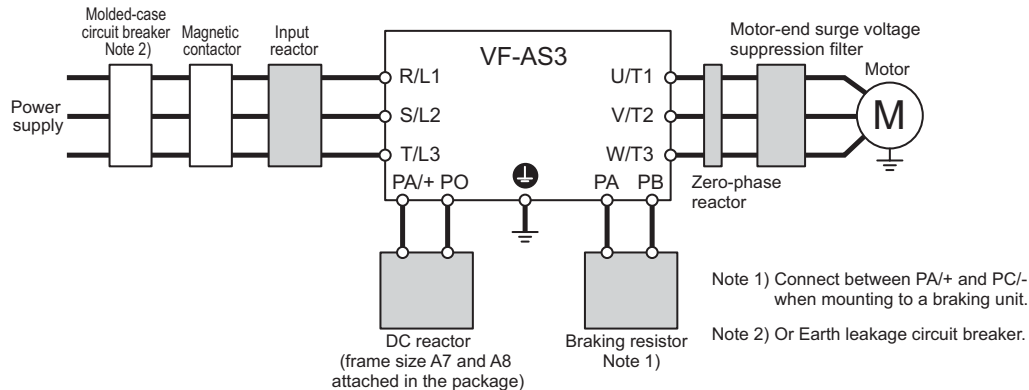 Molded-case
circuit breaker
Note 2)
Magnetic
contactor
Input
reactor
VF-AS3
Motor-end surge voltage
suppression filter
Motor
Power
supply
R/L1
S/L2
T/L3
U/T1
V/T2
W/T3
M
PA/+ PO
PA PB
Zero-phase
reactor
DC reactor
(frame size A7 and A8
attached in the package)
Braking resistor
Note 1)
Note 1) Connect between PA/+ and PC/-
when mounting to a braking unit.
Note 2) Or Earth leakage circuit breaker.